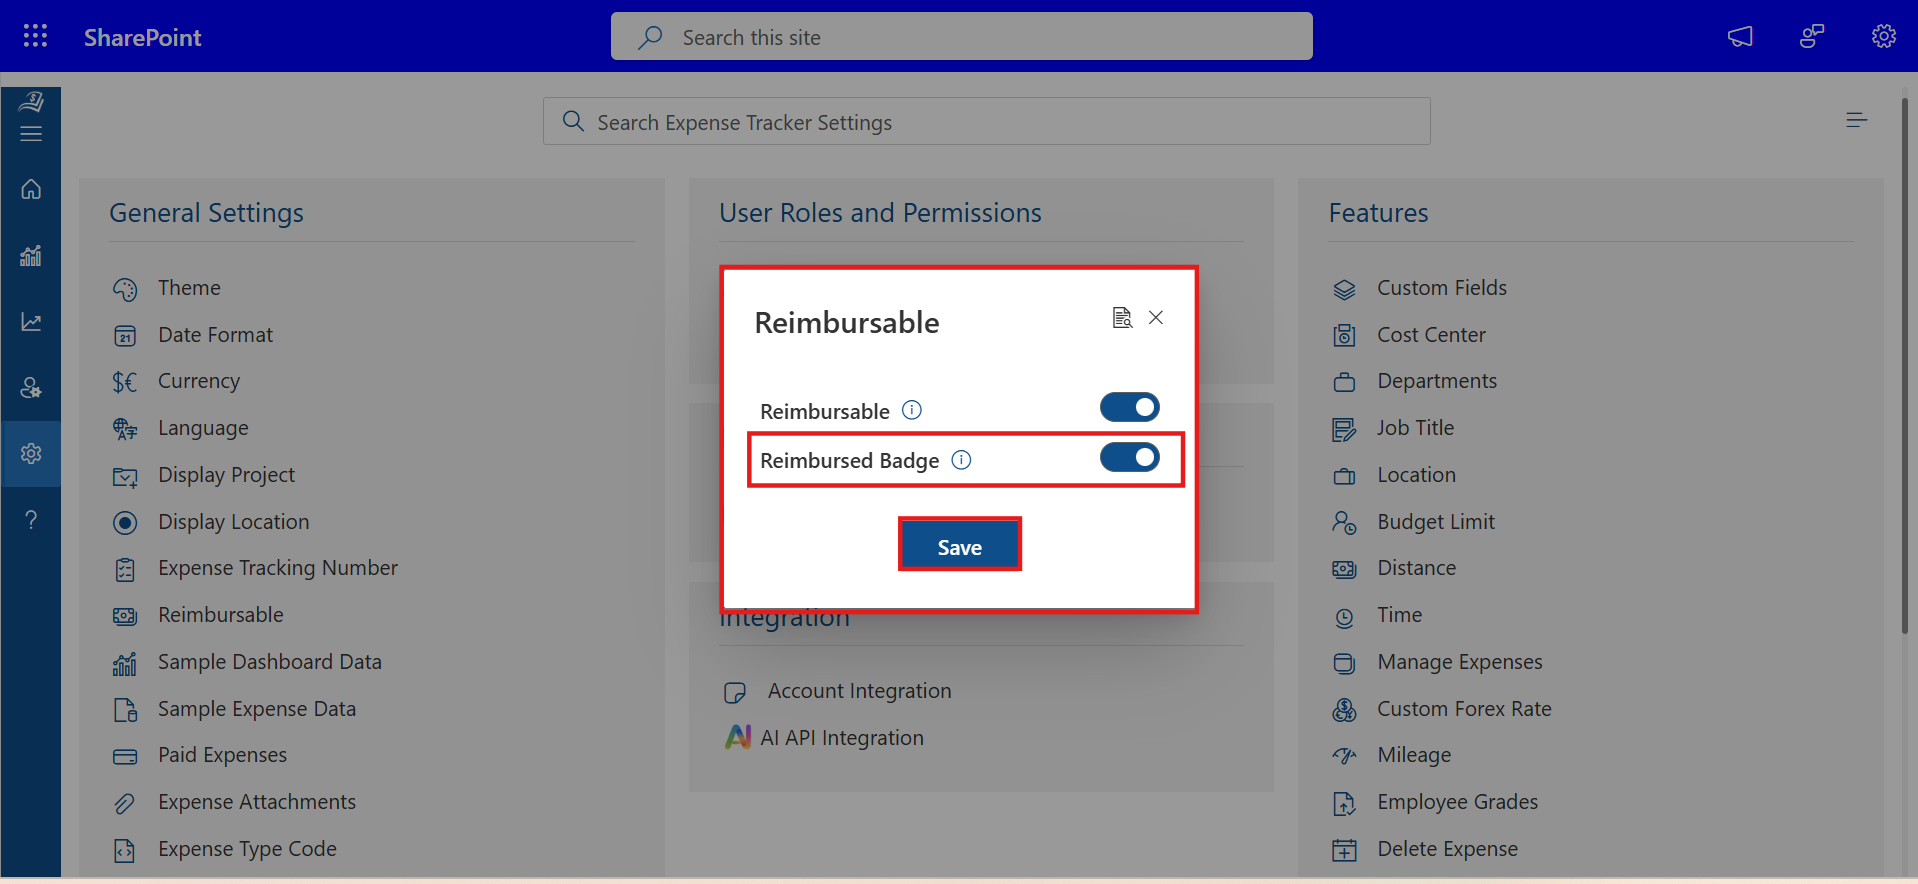 SharePoint
Search this site
Search Expense Tracker Settings
General Settings
Theme
21
Date Format
$€
Currency
Language
Display Project
Display Location
Expense Tracking Number
Reimbursable
Sample Dashboard Data
Sample Expense Data
Paid Expenses
Expense Attachments
Expense Type Code
User Roles and Permissions
Reimbursable
Reimbursable
Reimbursed Badge
Save
Integration
Account Integration
AI
AI API Integration
Features
Custom Fields
Cost Center
Departments
Job Title
Location
Budget Limit
Distance
Time
Manage Expenses
Custom Forex Rate
Mileage
Employee Grades
Delete Expense